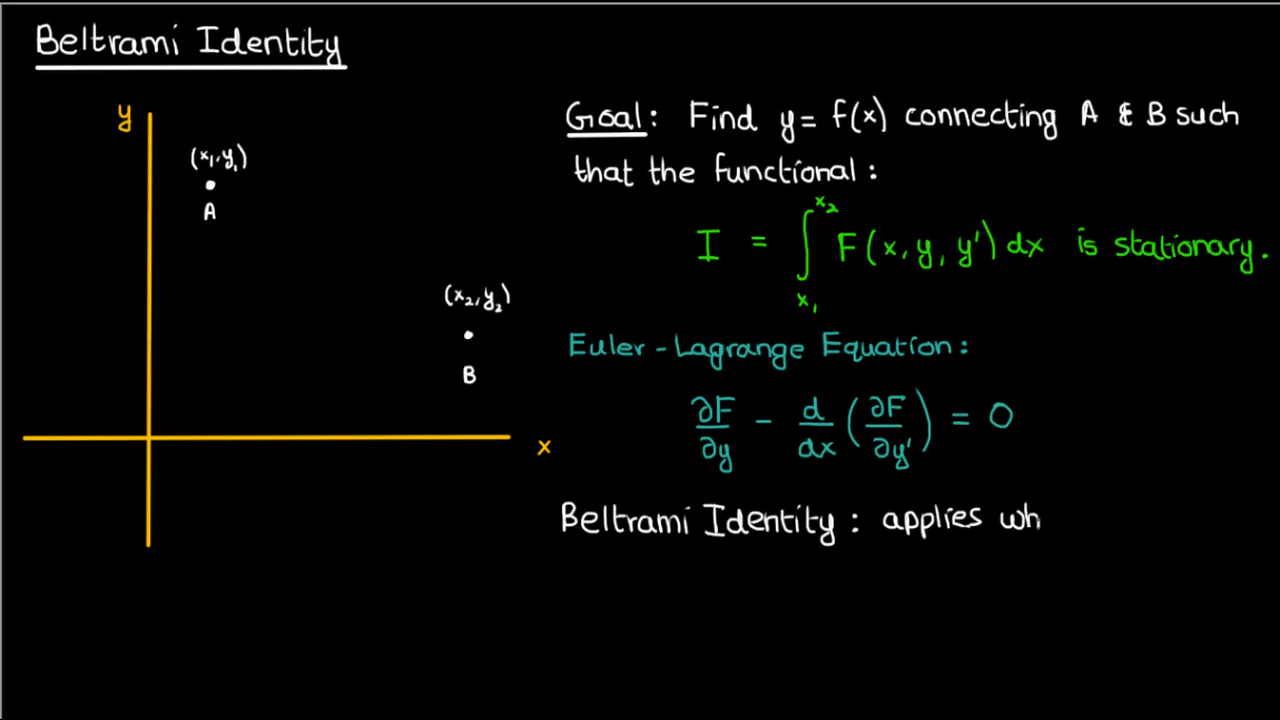 Beltrami Identity
y
(x₁,y₁)
A
(x₂,y₂)
B
x
Goal: Find y= f(x) connecting A & B such
that the functional:
I = ∫ₓ₁ˣ² F(x, y, y') dx is stationary.
Euler-Lagrange Equation:
∂F/∂y - d/dx (∂F/∂y') = 0
Beltrami Identity: applies wh